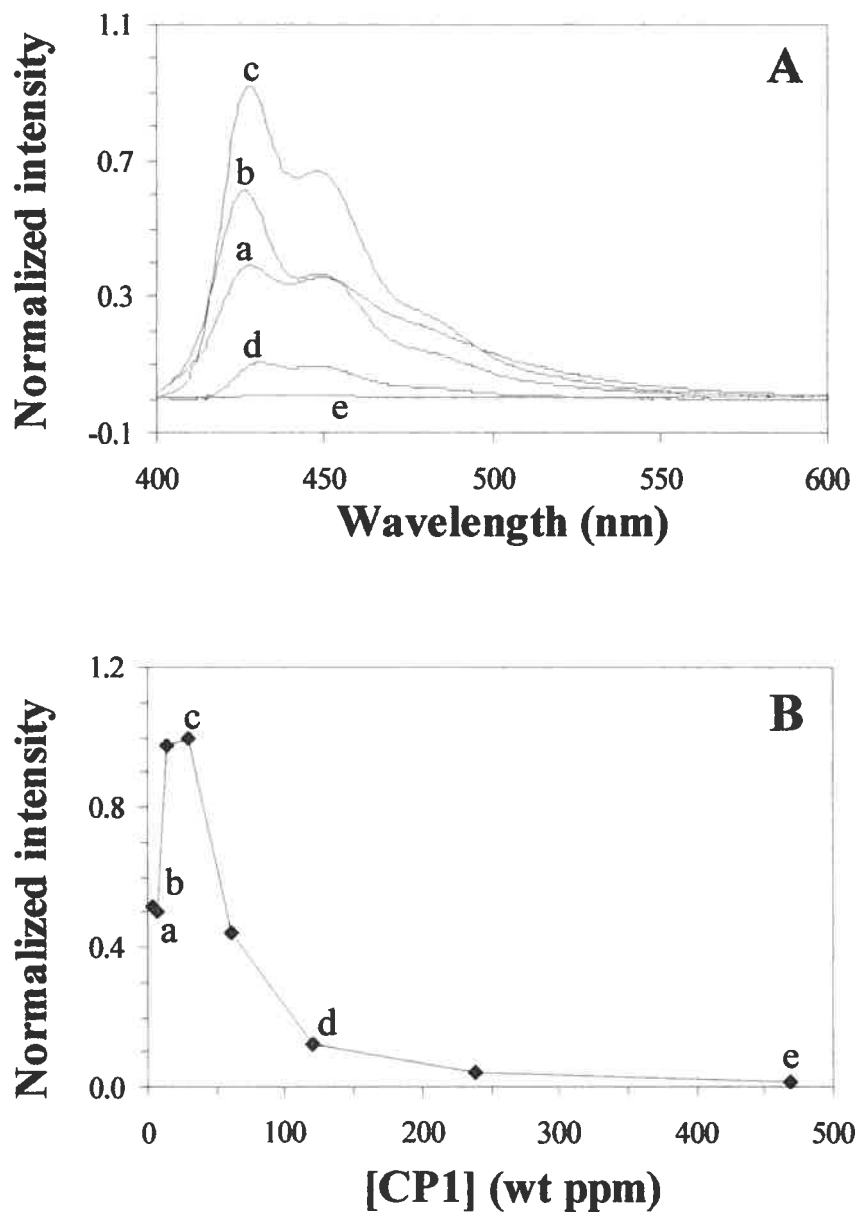 1.1
A
c
0.7
b
a
0.3
d
e
-0.1
400 450 500 550 600
Wavelength (nm)
Normalized intensity
1.2
B
c
0.8
b
a
0.4
d
e
0.0
0 100 200 300 400 500
[CP1] (wt ppm)
Normalized intensity